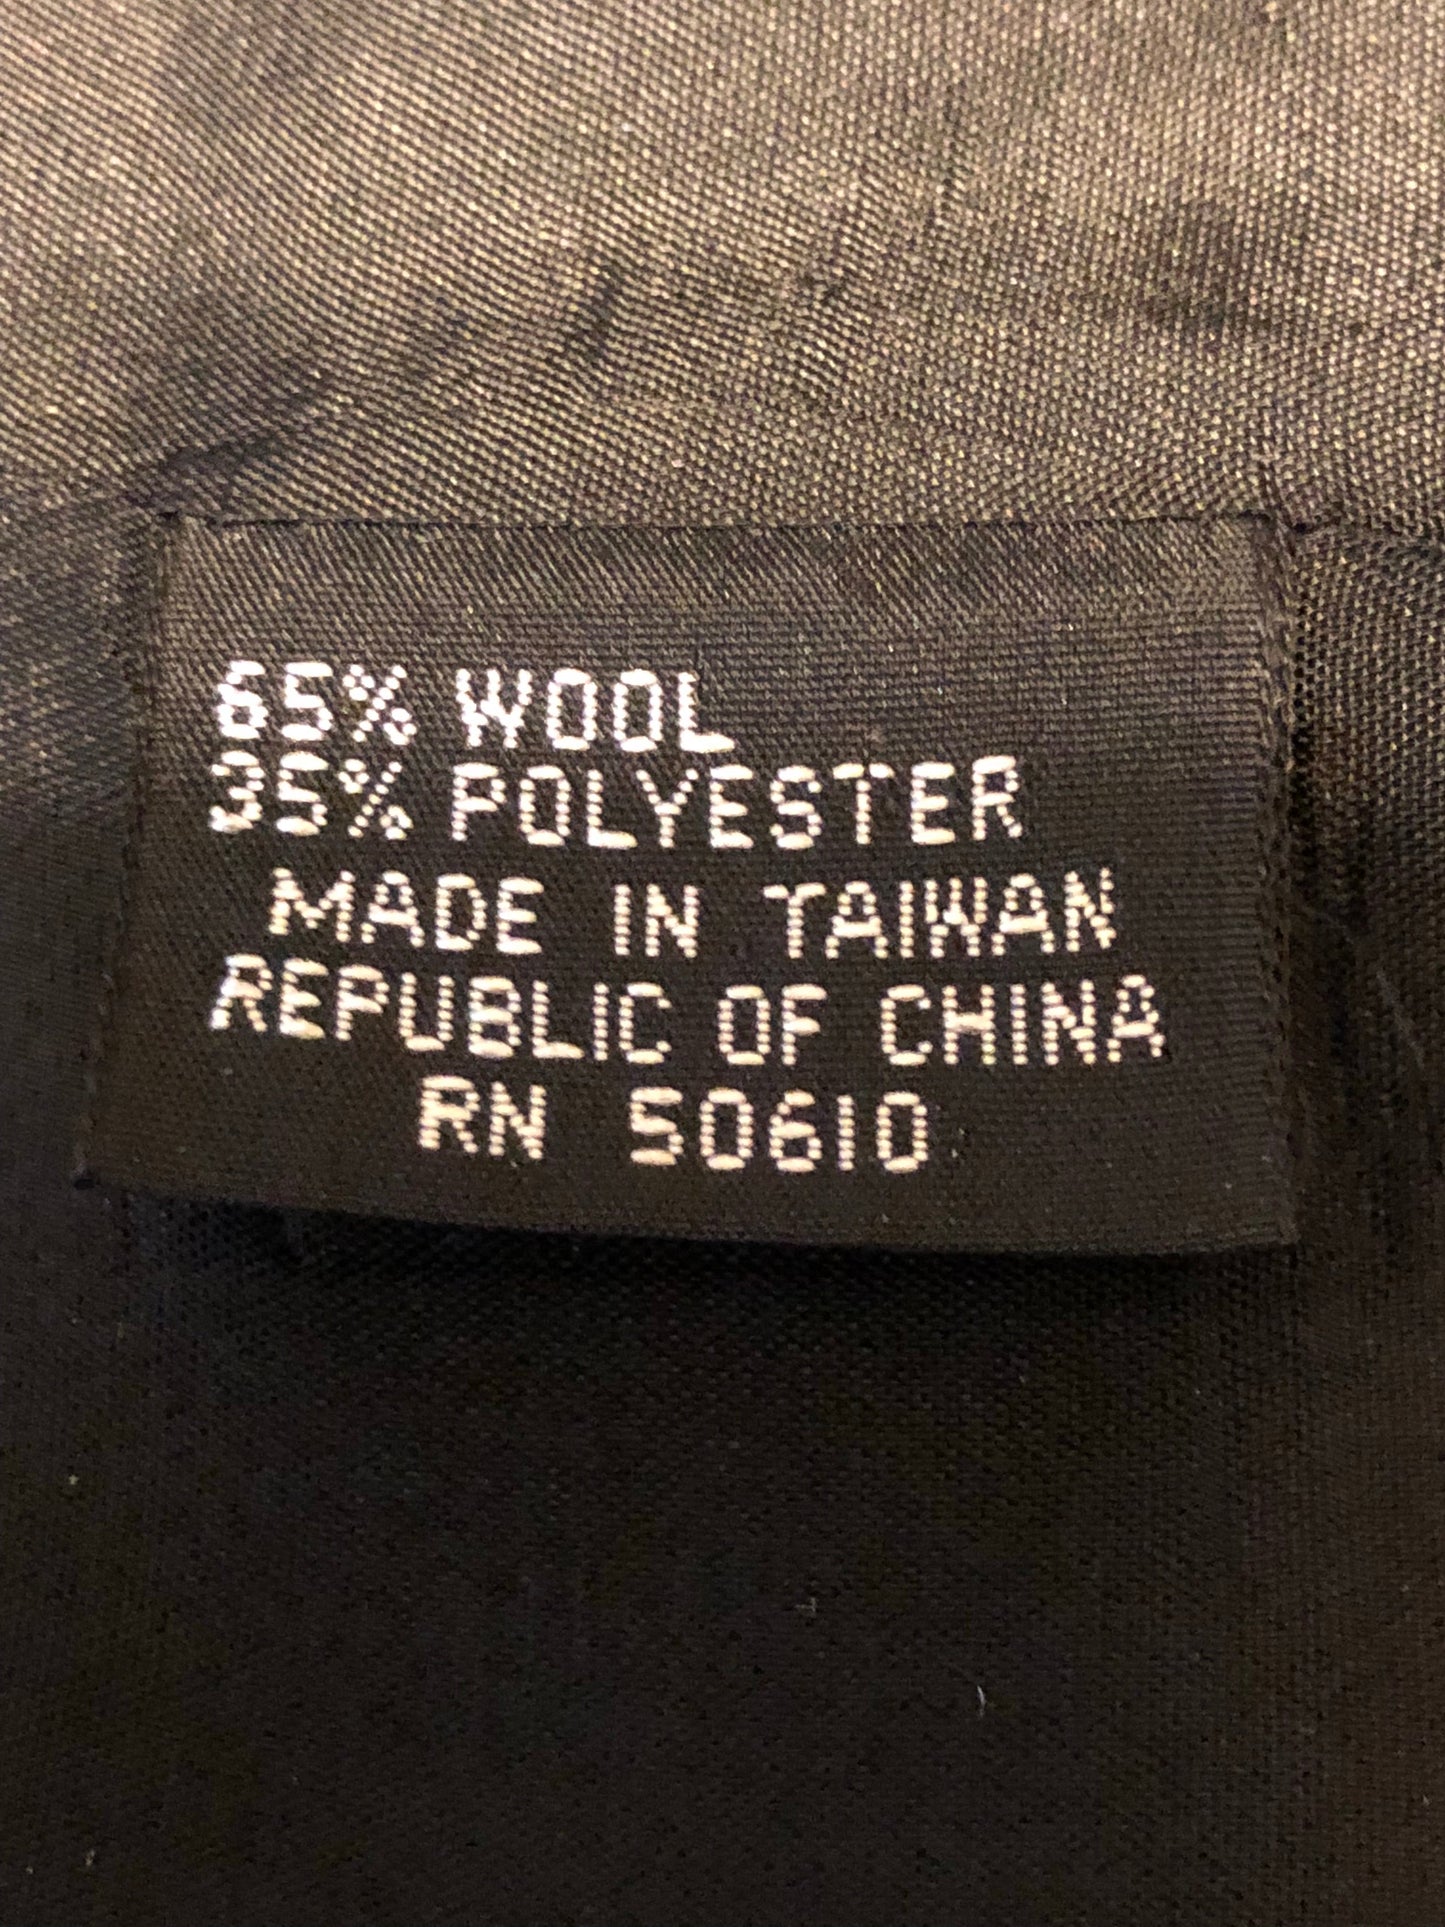 65% WOOL
35% POLYESTER
MADE IN TAIWAN
REPUBLIC OF CHINA
RN 50610